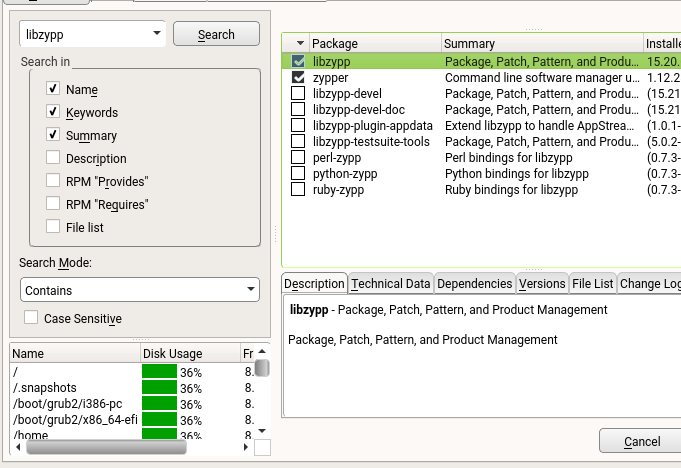 libzypp
Search
Search in
Name
Keywords
Summary
Description
RPM "Provides"
RPM "Requires"
File list
Search Mode:
Contains
Case Sensitive
Name Disk Usage Fr
/ 36% 8.
/.snapshots 36% 8.
/boot/grub2/i386-pc 36% 8.
/boot/grub2/x86_64-efi 36% 8.
/home 36% 8.
Package Summary Installe
libzypp Package, Patch, Pattern, and Produ... 15.20.
zypper Command line software manager u... 1.12.2
libzypp-devel Package, Patch, Pattern, and Produ... (15.21
libzypp-devel-doc Package, Patch, Pattern, and Produ... (15.21
libzypp-plugin-appdata Extend libzypp to handle AppStrea... (1.0.1-
libzypp-testsuite-tools Package, Patch, Pattern, and Produ... (5.0.2-
perl-zypp Perl bindings for libzypp (0.7.3-
python-zypp Python bindings for libzypp (0.7.3-
ruby-zypp Ruby bindings for libzypp (0.7.3-
Description Technical Data Dependencies Versions File List Change Log
libzypp - Package, Patch, Pattern, and Product Management
Package, Patch, Pattern, and Product Management
Cancel